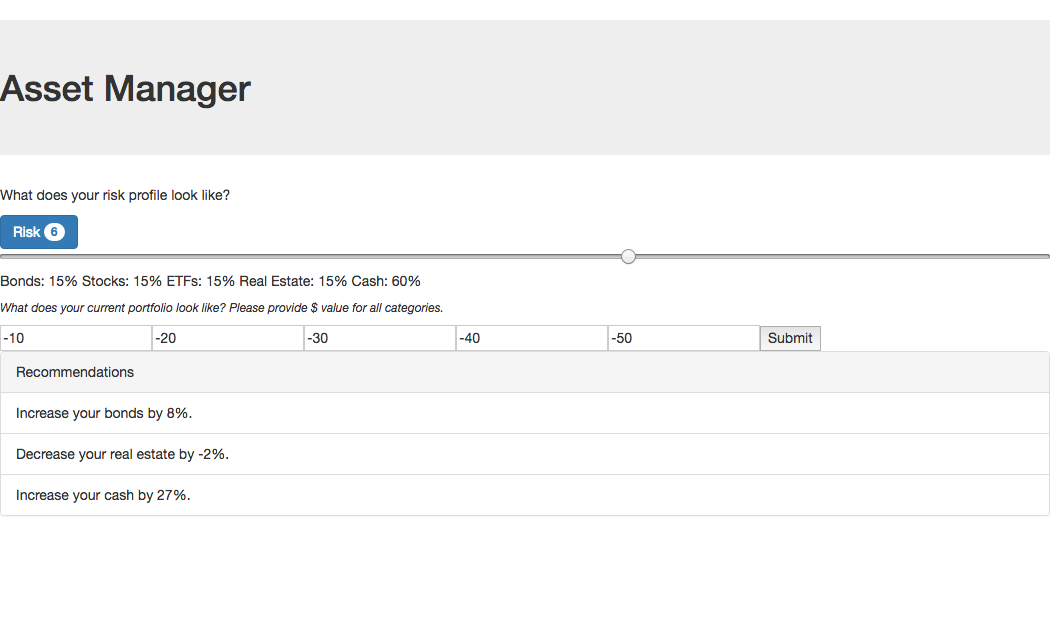 Asset Manager
What does your risk profile look like?
Risk 6
Bonds: 15% Stocks: 15% ETFs: 15% Real Estate: 15% Cash: 60%
What does your current portfolio look like? Please provide $ value for all categories.
-10 -20 -30 -40 -50 Submit
Recommendations
Increase your bonds by 8%.
Decrease your real estate by -2%.
Increase your cash by 27%.